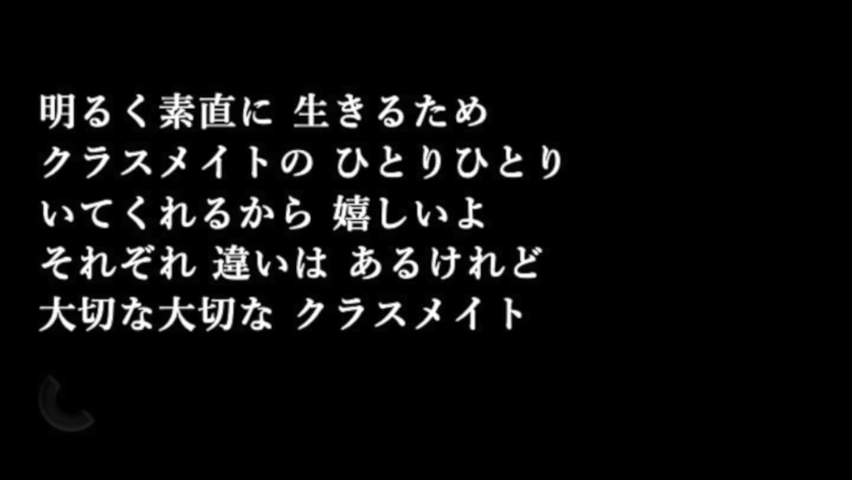 明るく素直に 生きるため
クラスメイトの ひとりひとり
いてくれるから 嬉しいよ
それぞれ 違いは あるけれど
大切な大切な クラスメイト